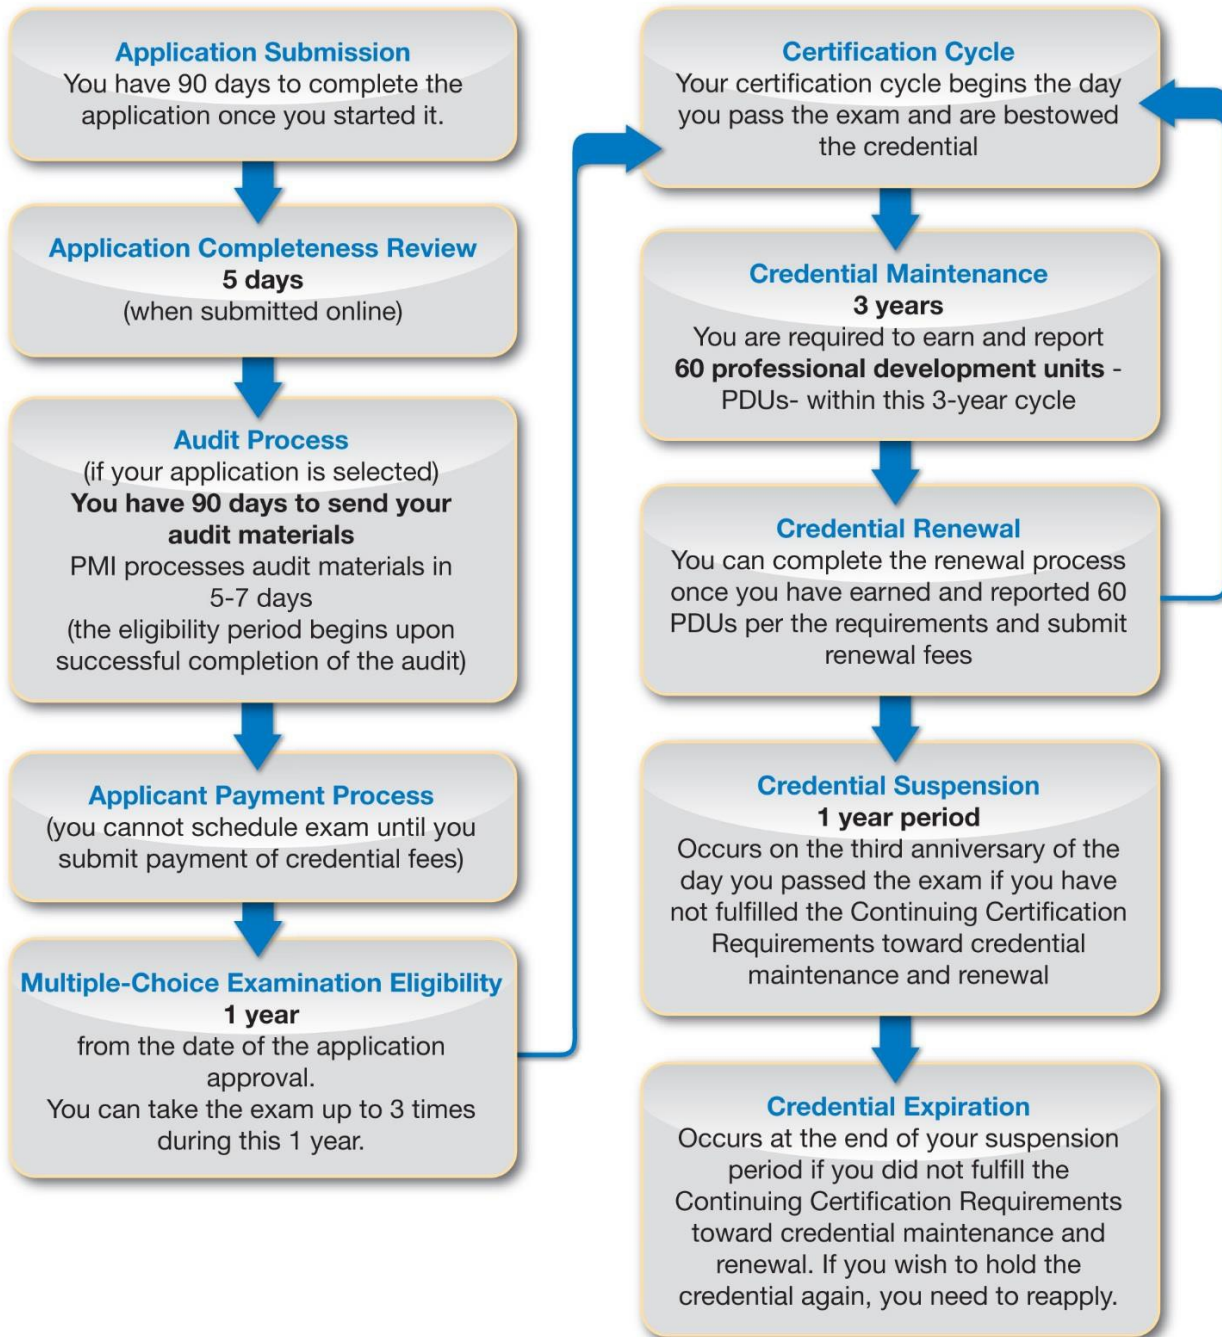 Application Submission
You have 90 days to complete the
application once you started it.
Application Completeness Review
5 days
(when submitted online)
Audit Process
(if your application is selected)
You have 90 days to send your
audit materials
PMI processes audit materials in
5-7 days
(the eligibility period begins upon
successful completion of the audit)
Applicant Payment Process
(you cannot schedule exam until you
submit payment of credential fees)
Multiple-Choice Examination Eligibility
1 year
from the date of the application
approval.
You can take the exam up to 3 times
during this 1 year.
Certification Cycle
Your certification cycle begins the day
you pass the exam and are bestowed
the credential
Credential Maintenance
3 years
You are required to earn and report
60 professional development units -
PDUs- within this 3-year cycle
Credential Renewal
You can complete the renewal process
once you have earned and reported 60
PDUs per the requirements and submit
renewal fees
Credential Suspension
1 year period
Occurs on the third anniversary of the
day you passed the exam if you have
not fulfilled the Continuing Certification
Requirements toward credential
maintenance and renewal
Credential Expiration
Occurs at the end of your suspension
period if you did not fulfill the
Continuing Certification Requirements
toward credential maintenance and
renewal. If you wish to hold the
credential again, you need to reapply.